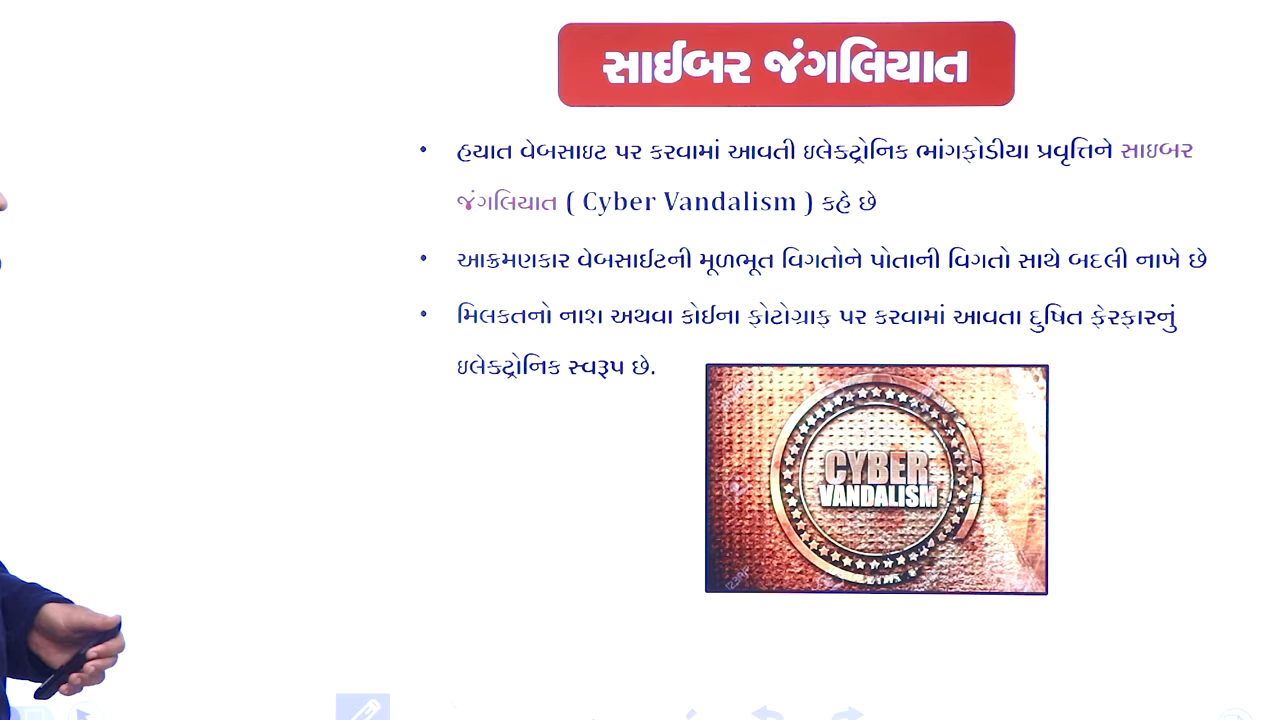 સાઈબર જંગલિયાત
• હયાત વેબસાઇટ પર કરવામાં આવતી ઇલેક્ટ્રોનિક ભાંગફોડીયા પ્રવૃત્તિને સાઇબર
જંગલિયાત ( Cyber Vandalism ) કહે છે
• આક્રમણકાર વેબસાઈટની મૂળભૂત વિગતોને પોતાની વિગતો સાથે બદલી નાખે છે
• મિલકતનો નાશ અથવા કોઈના ફોટોગ્રાફ પર કરવામાં આવતા દુષિત ફેરફારનું
ઇલેક્ટ્રોનિક સ્વરૂપ છે.
CYBER
VANDALISM